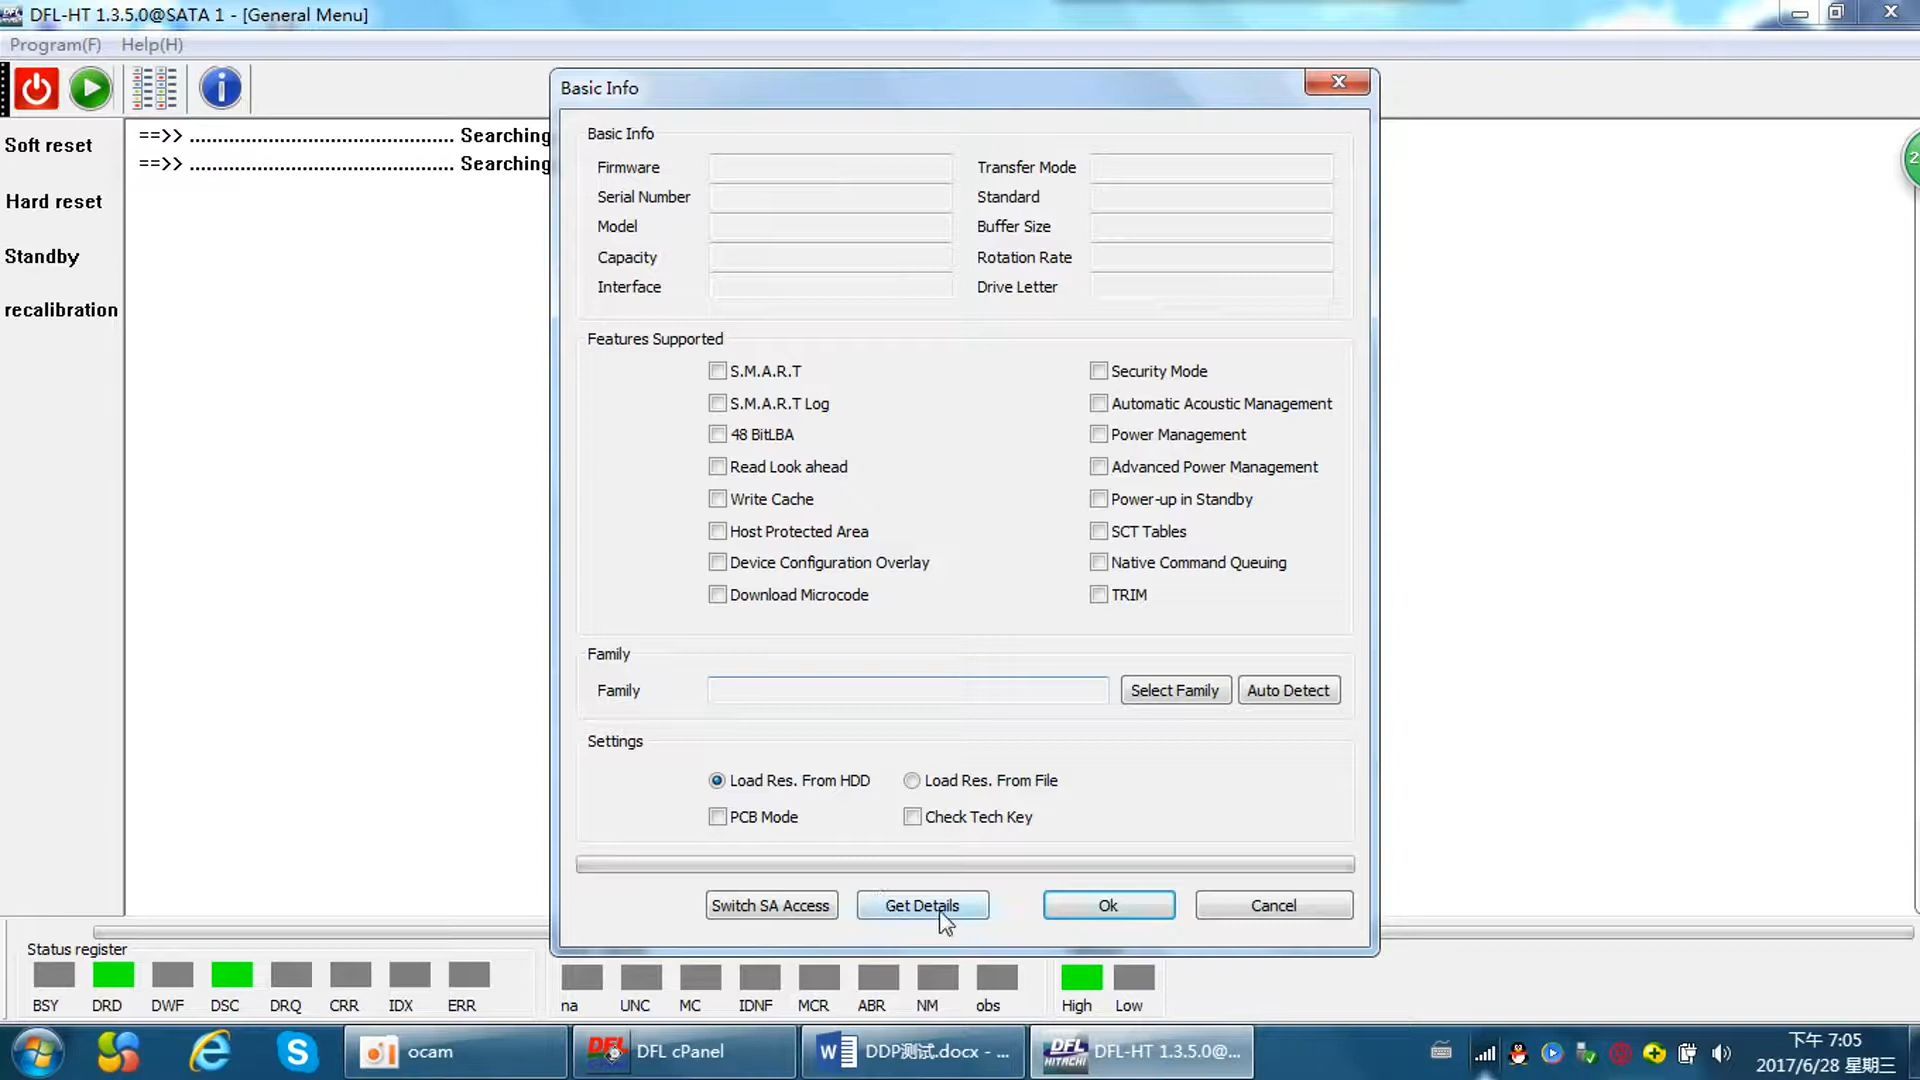 DFL-HT 1.3.5.0@SATA 1 - [General Menu]
Program(F) Help(H)
Soft reset
Hard reset
Standby
recalibration
==>> ............................................... Searching
==>> ............................................... Searching
Basic Info
Basic Info
Firmware
Transfer Mode
Serial Number
Standard
Model
Buffer Size
Capacity
Rotation Rate
Interface
Drive Letter
Features Supported
S.M.A.R.T
Security Mode
S.M.A.R.T Log
Automatic Acoustic Management
48 BitLBA
Power Management
Read Look ahead
Advanced Power Management
Write Cache
Power-up in Standby
Host Protected Area
SCT Tables
Device Configuration Overlay
Native Command Queuing
Download Microcode
TRIM
Family
Family
Select Family
Auto Detect
Settings
Load Res. From HDD
Load Res. From File
PCB Mode
Check Tech Key
Switch SA Access
Get Details
Ok
Cancel
Status register
BSY DRD DWF DSC DRQ CRR IDX ERR
na UNC MC IDNF MCR ABR NM obs
High Low
ocam
DFL
DFL cPanel
DDP测试.docx - ...
DFL HITACHI
DFL-HT 1.3.5.0@...
下午 7:05
2017/6/28 星期三